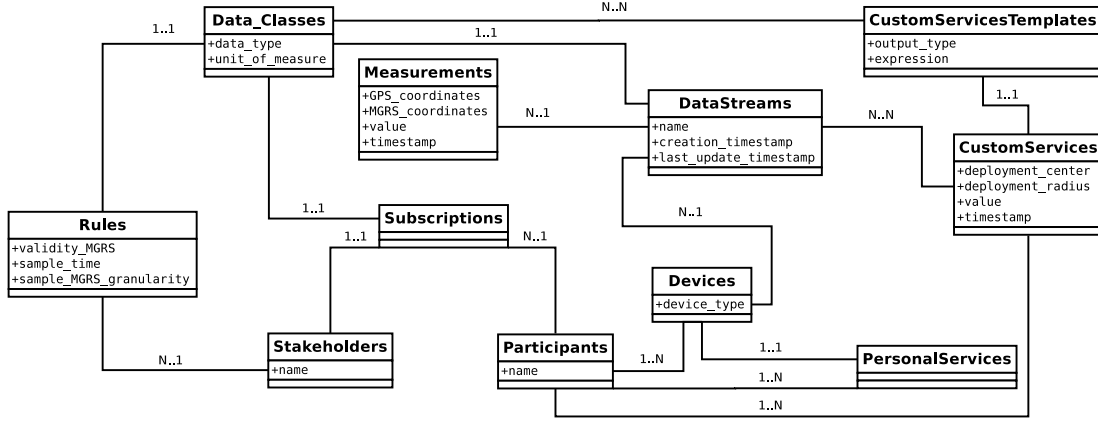 Data_Classes
+data_type
+unit_of_measure
N..N
CustomServicesTemplates
+output_type
+expression
1..1
1..1
Measurements
+GPS_coordinates
+MGRS_coordinates
+value
+timestamp
N..1
DataStreams
+name
+creation_timestamp
+last_update_timestamp
N..N
1..1
CustomServices
+deployment_center
+deployment_radius
+value
+timestamp
Rules
+validity_MGRS
+sample_time
+sample_MGRS_granularity
1..1
Subscriptions
N..1
1..1
N..1
Devices
+device_type
Stakeholders
+name
N..1
Participants
+name
1..N
1..1
PersonalServices
1..N
1..N